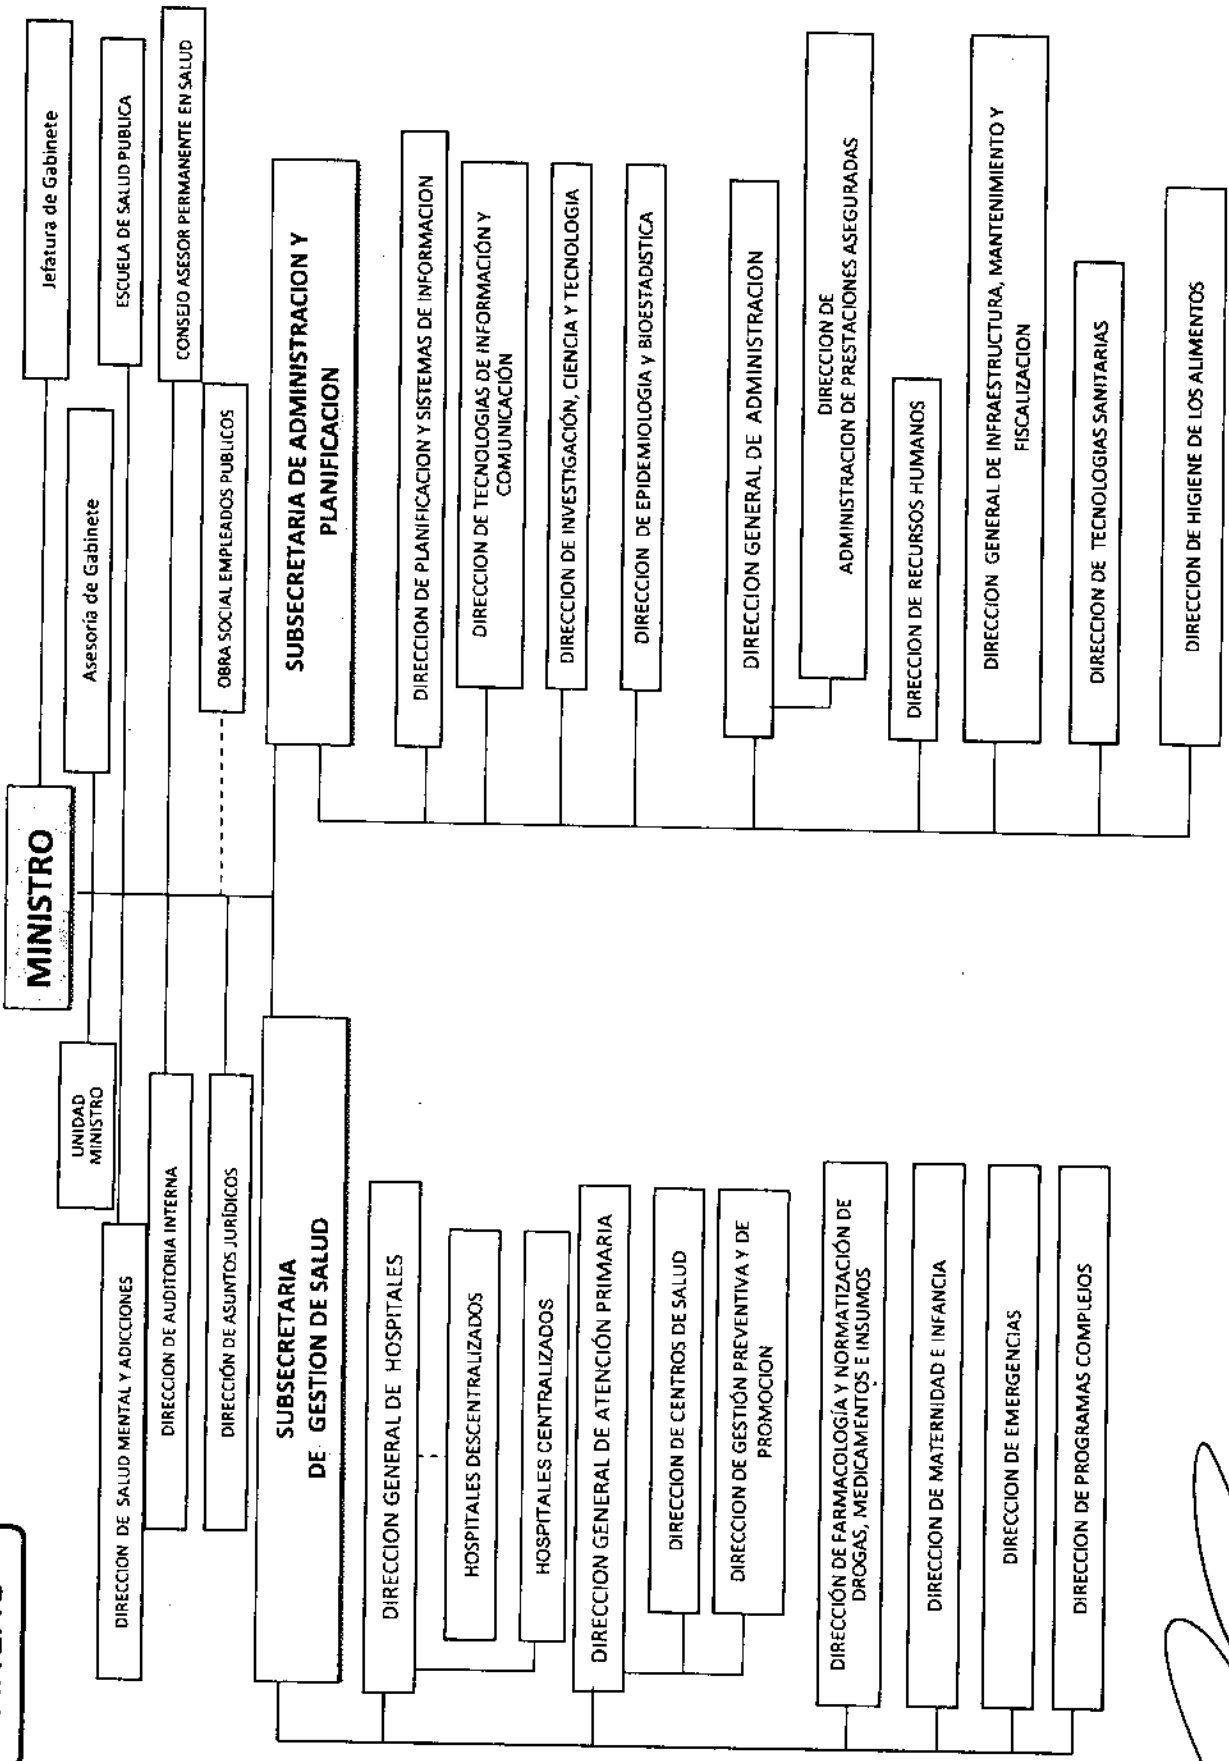 MINISTRO
Jefatura de Gabinete
UNIDAD
MINISTRO
Asesoría de Gabinete
DIRECCION DE SALUD MENTAL Y ADICCIONES
ESCUELA DE SALUD PUBLICA
DIRECCION DE AUDITORIA INTERNA
CONSEJO ASESOR PERMANENTE EN SALUD
DIRECCIÓN DE ASUNTOS JURÍDICOS
OBRA SOCIAL EMPLEADOS PUBLICOS
SUBSECRETARIA
DE GESTION DE SALUD
DIRECCION GENERAL DE HOSPITALES
HOSPITALES DESCENTRALIZADOS
HOSPITALES CENTRALIZADOS
DIRECCION GENERAL DE ATENCIÓN PRIMARIA
DIRECCION DE CENTROS DE SALUD
DIRECCION DE GESTIÓN PREVENTIVA Y DE
PROMOCION
DIRECCIÓN DE FARMACOLOGÍA Y NORMATIZACIÓN DE
DROGAS, MEDICAMENTOS E INSUMOS
DIRECCION DE MATERNIDAD E INFANCIA
DIRECCION DE EMERGENCIAS
DIRECCION DE PROGRAMAS COMPLEJOS
SUBSECRETARIA DE ADMINISTRACION Y
PLANIFICACION
DIRECCION DE PLANIFICACION Y SISTEMAS DE INFORMACION
DIRECCION DE TECNOLOGIAS DE INFORMACIÓN Y
COMUNICACIÓN
DIRECCION DE INVESTIGACIÓN, CIENCIA Y TECNOLOGIA
DIRECCION DE EPIDEMIOLOGIA Y BIOESTADISTICA
DIRECCION GENERAL DE ADMINISTRACION
DIRECCION DE
ADMINISTRACION DE PRESTACIONES ASEGURADAS
DIRECCION DE RECURSOS HUMANOS
DIRECCION GENERAL DE INFRAESTRUCTURA, MANTENIMIENTO Y
FISCALIZACION
DIRECCION DE TECNOLOGIAS SANITARIAS
DIRECCION DE HIGIENE DE LOS ALIMENTOS